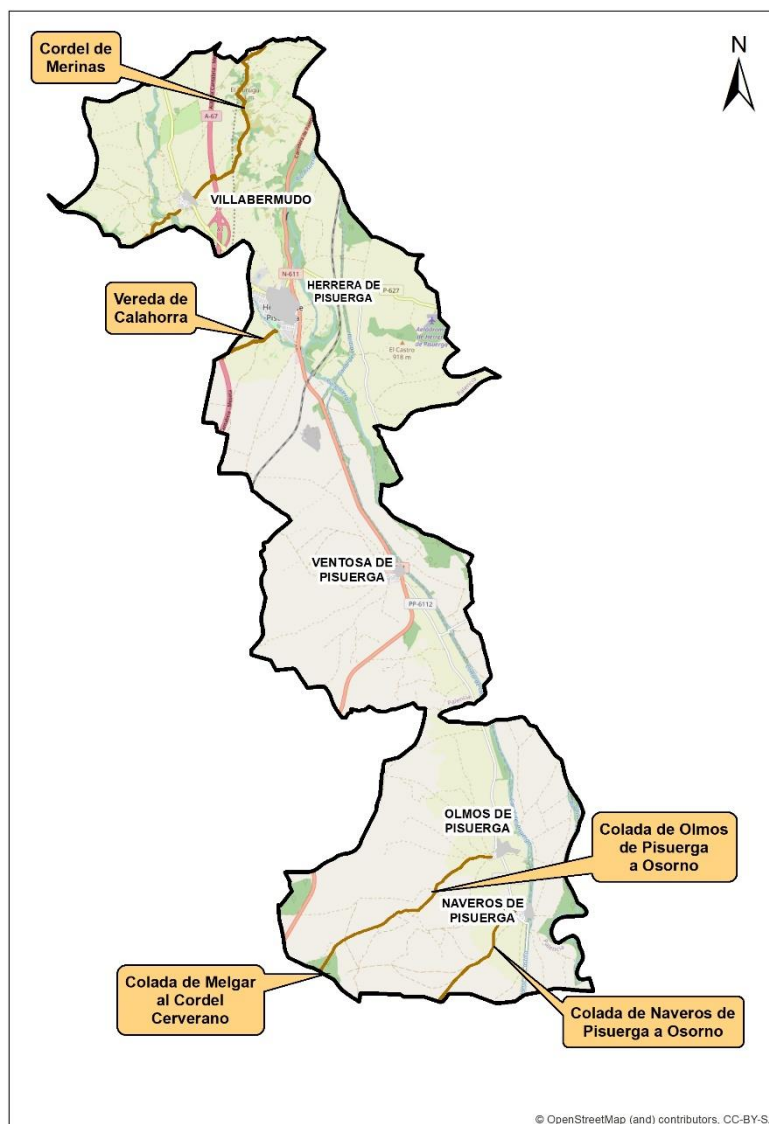 Cordel de
Merinas
N
A-67
VILLABERMUDO
Vereda de
Calahorra
N-611
HERRERA DE
PISUERGA
P-627
El Castro
918 m
VENTOSA DE
PISUERGA
PP-6112
OLMOS DE
PISUERGA
Colada de Olmos
de Pisuerga
a Osorno
NAVEROS DE
PISUERGA
Colada de Melgar
al Cordel
Cerverano
Colada de Naveros de
Pisuerga a Osorno
© OpenStreetMap (and) contributors, CC-BY-S